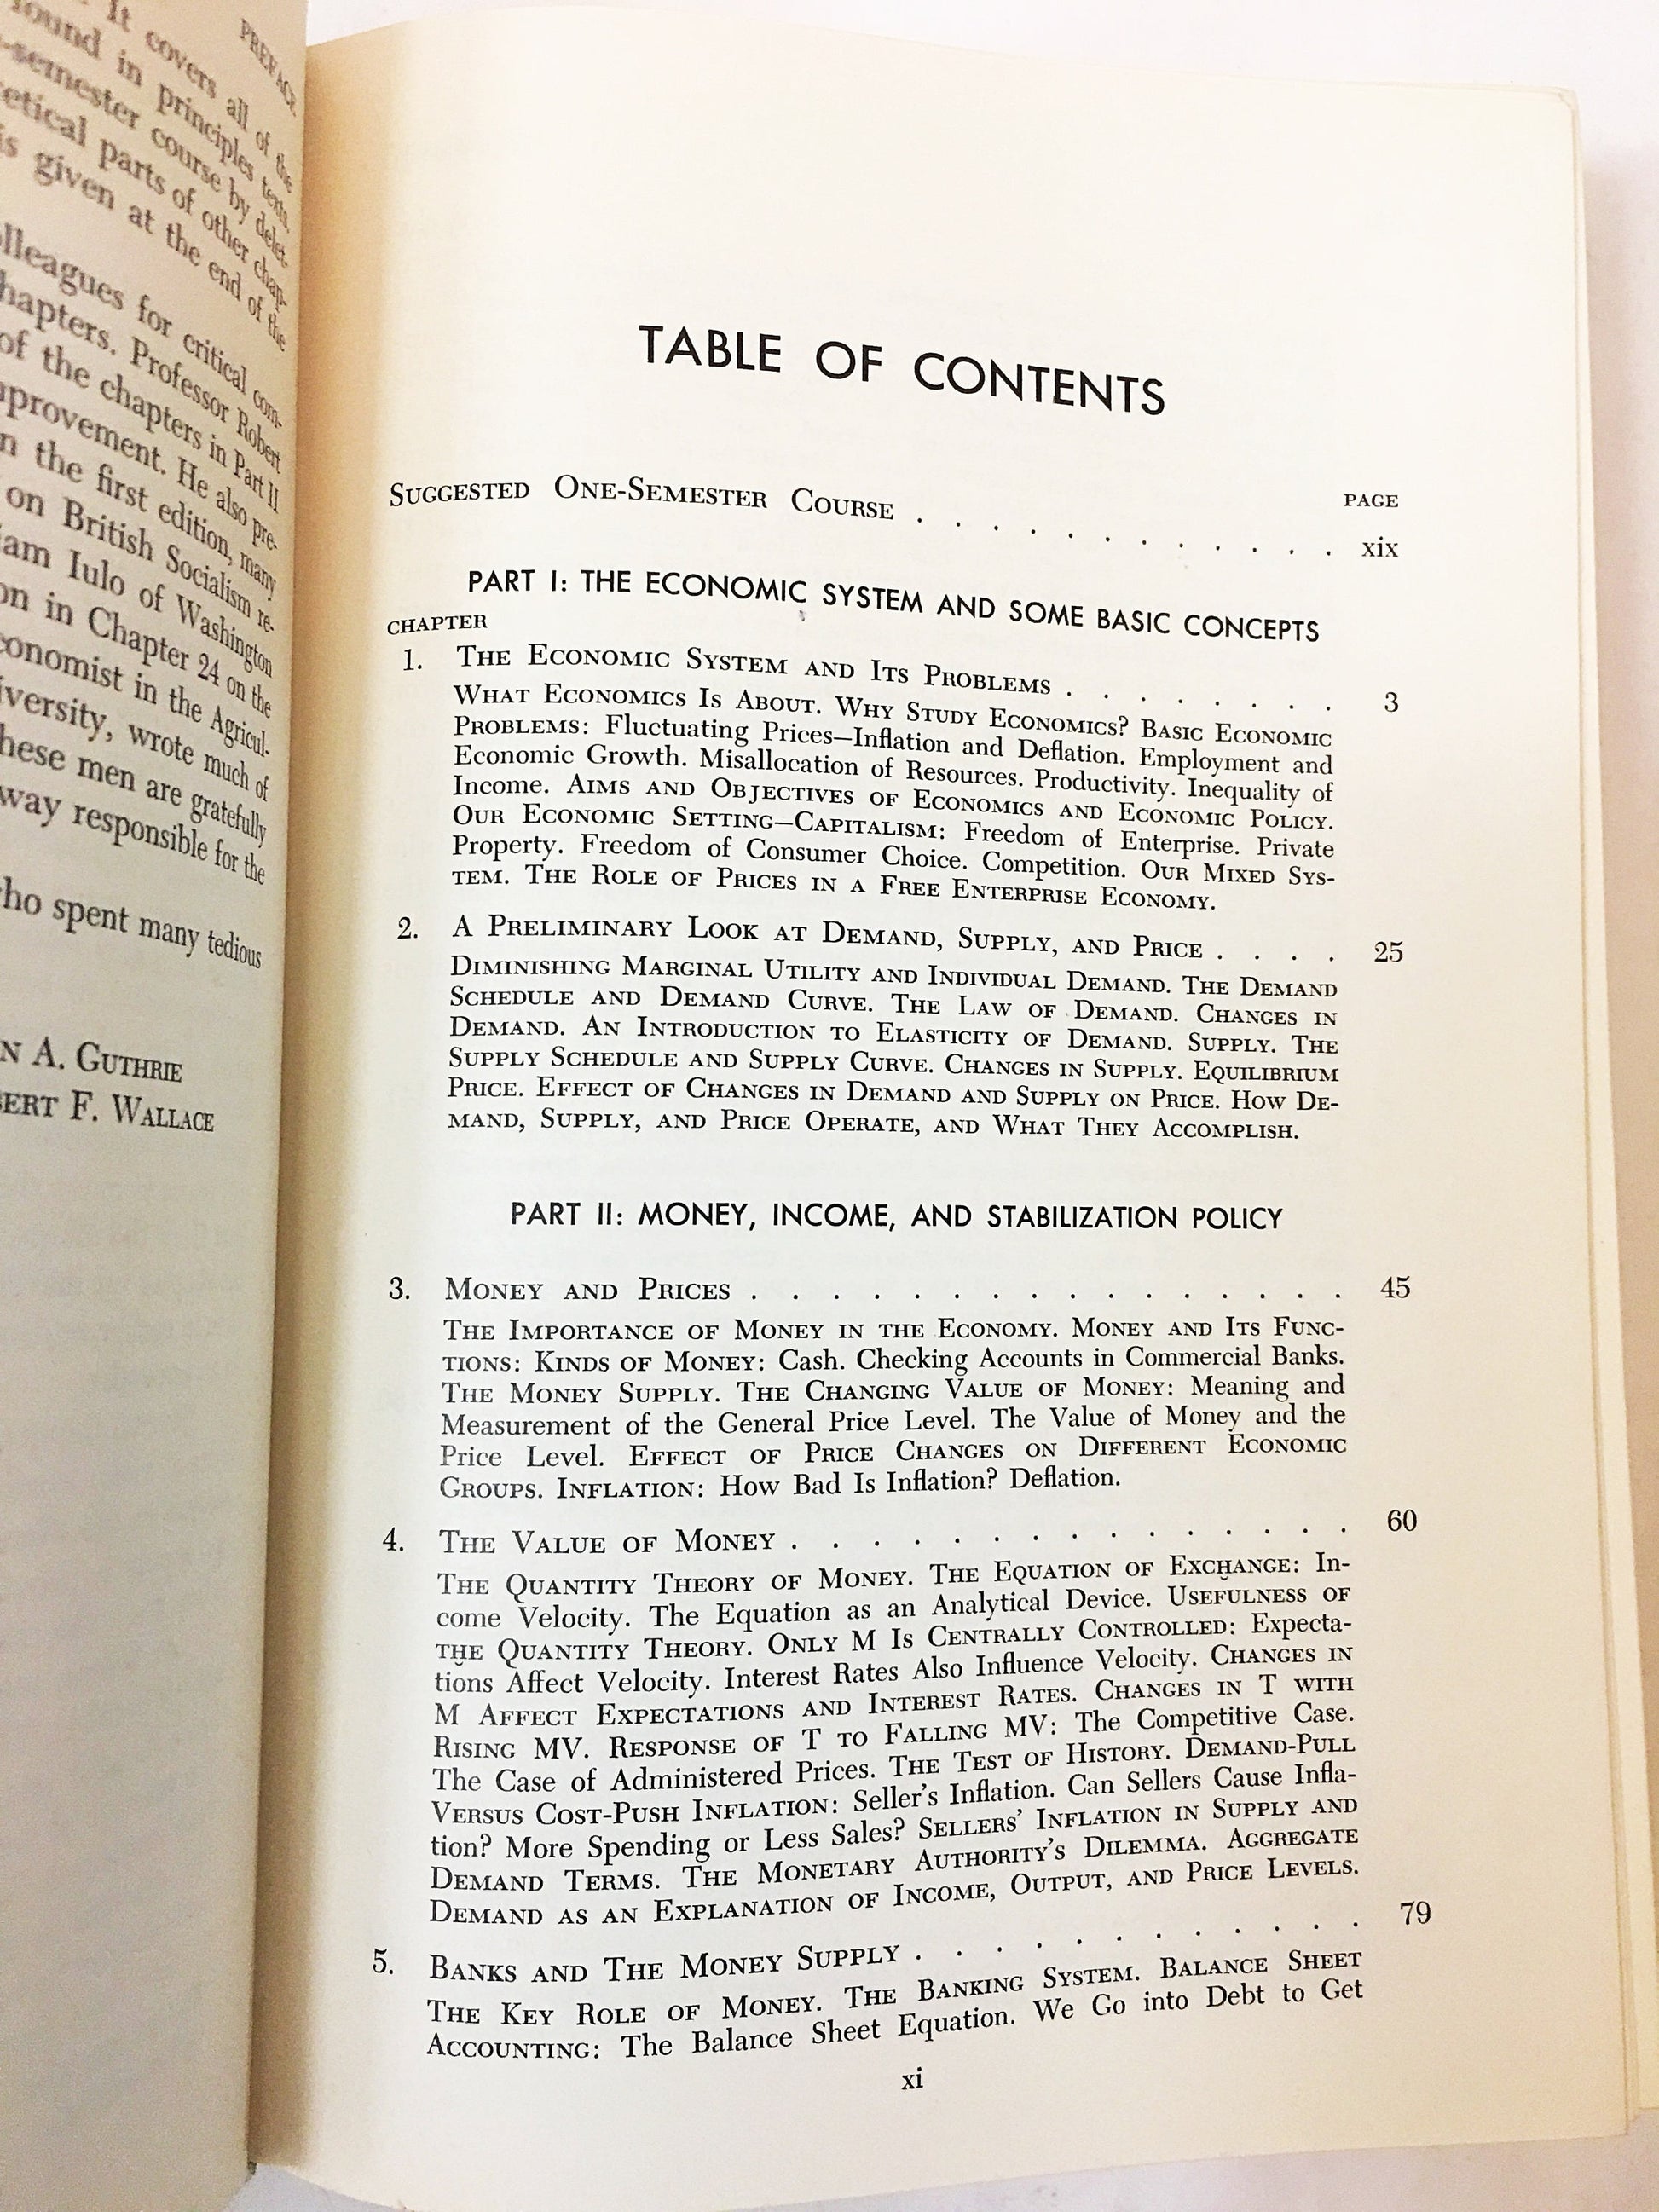 PREFACE
It covers all of the
found in principles texts,
-semester course by delet-
etical parts of other chap-
is given at the end of the
olleagues for critical com-
hapters. Professor Robert
of the chapters in Part II
provement. He also pre-
n the first edition, many
on British Socialism re-
am Iulo of Washington
on in Chapter 24 on the
conomist in the Agricul-
iversity, wrote much of
hese men are gratefully
way responsible for the
ho spent many tedious
N A. GUTHRIE
BERT F. WALLACE
TABLE OF CONTENTS
PAGE
SUGGESTED ONE-SEMESTER COURSE . . . . . . . . . . . . xix
PART I: THE ECONOMIC SYSTEM AND SOME BASIC CONCEPTS
CHAPTER
1. THE ECONOMIC SYSTEM AND ITS PROBLEMS . . . . . . . . 3
WHAT ECONOMICS IS ABOUT. WHY STUDY ECONOMICS? BASIC ECONOMIC
PROBLEMS: Fluctuating Prices—Inflation and Deflation. Employment and
Economic Growth. Misallocation of Resources. Productivity. Inequality of
Income. AIMS AND OBJECTIVES OF ECONOMICS AND ECONOMIC POLICY.
OUR ECONOMIC SETTING—CAPITALISM: Freedom of Enterprise. Private
Property. Freedom of Consumer Choice. Competition. OUR MIXED SYS-
TEM. THE ROLE OF PRICES IN A FREE ENTERPRISE ECONOMY.
2. A PRELIMINARY LOOK AT DEMAND, SUPPLY, AND PRICE . . . . 25
DIMINISHING MARGINAL UTILITY AND INDIVIDUAL DEMAND. THE DEMAND
SCHEDULE AND DEMAND CURVE. THE LAW OF DEMAND. CHANGES IN
DEMAND. AN INTRODUCTION TO ELASTICITY OF DEMAND. SUPPLY. THE
SUPPLY SCHEDULE AND SUPPLY CURVE. CHANGES IN SUPPLY. EQUILIBRIUM
PRICE. EFFECT OF CHANGES IN DEMAND AND SUPPLY ON PRICE. HOW DE-
MAND, SUPPLY, AND PRICE OPERATE, AND WHAT THEY ACCOMPLISH.
PART II: MONEY, INCOME, AND STABILIZATION POLICY
3. MONEY AND PRICES . . . . . . . . . . . . . . . 45
THE IMPORTANCE OF MONEY IN THE ECONOMY. MONEY AND ITS FUNC-
TIONS: KINDS OF MONEY: Cash. Checking Accounts in Commercial Banks.
THE MONEY SUPPLY. THE CHANGING VALUE OF MONEY: Meaning and
Measurement of the General Price Level. The Value of Money and the
Price Level. EFFECT OF PRICE CHANGES ON DIFFERENT ECONOMIC
GROUPS. INFLATION: How Bad Is Inflation? Deflation.
4. THE VALUE OF MONEY . . . . . . . . . . . . . . 60
THE QUANTITY THEORY OF MONEY. THE EQUATION OF EXCHANGE: In-
come Velocity. The Equation as an Analytical Device. USEFULNESS OF
THE QUANTITY THEORY. ONLY M IS CENTRALLY CONTROLLED: Expecta-
tions Affect Velocity. Interest Rates Also Influence Velocity. CHANGES IN
M AFFECT EXPECTATIONS AND INTEREST RATES. CHANGES IN T WITH
RISING MV. RESPONSE OF T TO FALLING MV: The Competitive Case.
The Case of Administered Prices. THE TEST OF HISTORY. DEMAND-PULL
VERSUS COST-PUSH INFLATION: Seller's Inflation. Can Sellers Cause Infla-
tion? More Spending or Less Sales? SELLERS' INFLATION IN SUPPLY AND
DEMAND TERMS. THE MONETARY AUTHORITY'S DILEMMA. AGGREGATE
DEMAND AS AN EXPLANATION OF INCOME, OUTPUT, AND PRICE LEVELS.
5. BANKS AND THE MONEY SUPPLY . . . . . . . . . . . . 79
THE KEY ROLE OF MONEY. THE BANKING SYSTEM. BALANCE SHEET
ACCOUNTING: The Balance Sheet Equation. We Go into Debt to Get
xi